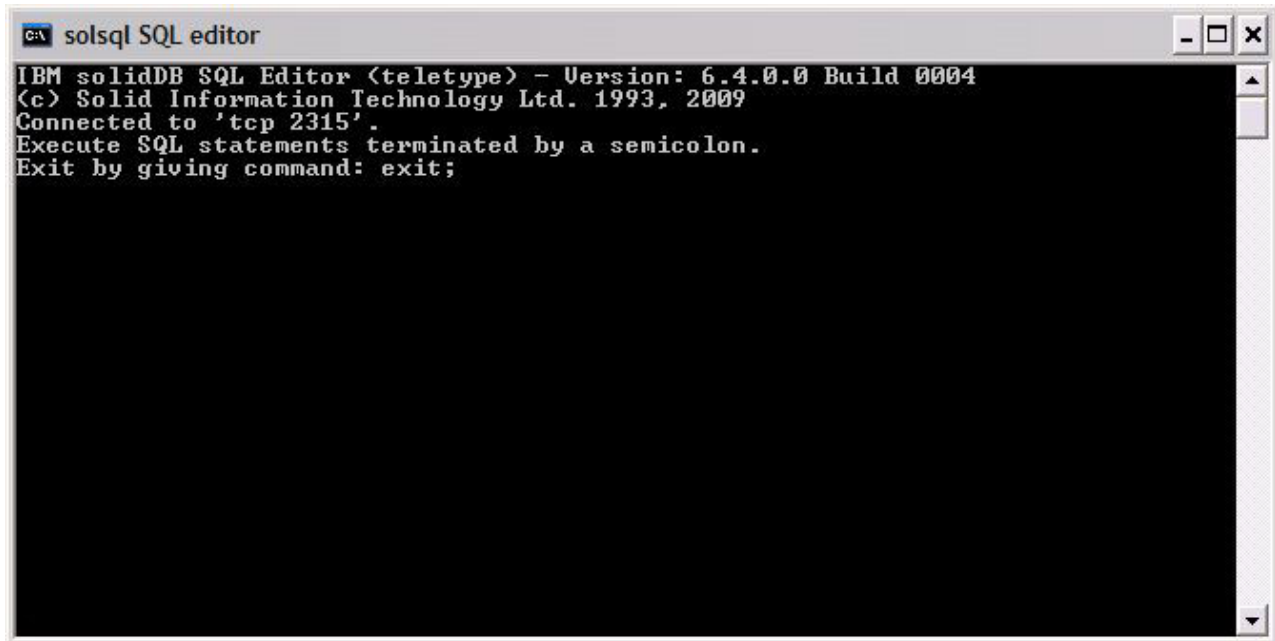 solsql SQL editor
IBM solidDB SQL Editor (teletype) - Version: 6.4.0.0 Build 0004
(c) Solid Information Technology Ltd. 1993, 2009
Connected to 'tcp 2315'.
Execute SQL statements terminated by a semicolon.
Exit by giving command: exit;